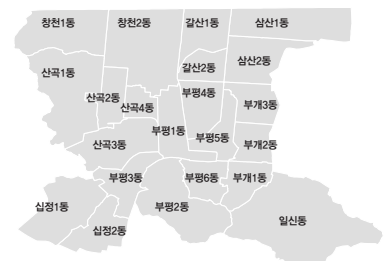 창천1동
창천2동
갈산1동
삼산1동
산곡1동
갈산2동
삼산2동
산곡2동
산곡4동
부평4동
부개3동
부평1동
부평5동
산곡3동
부개2동
부평3동
부평6동
부개1동
십정1동
부평2동
일신동
십정2동